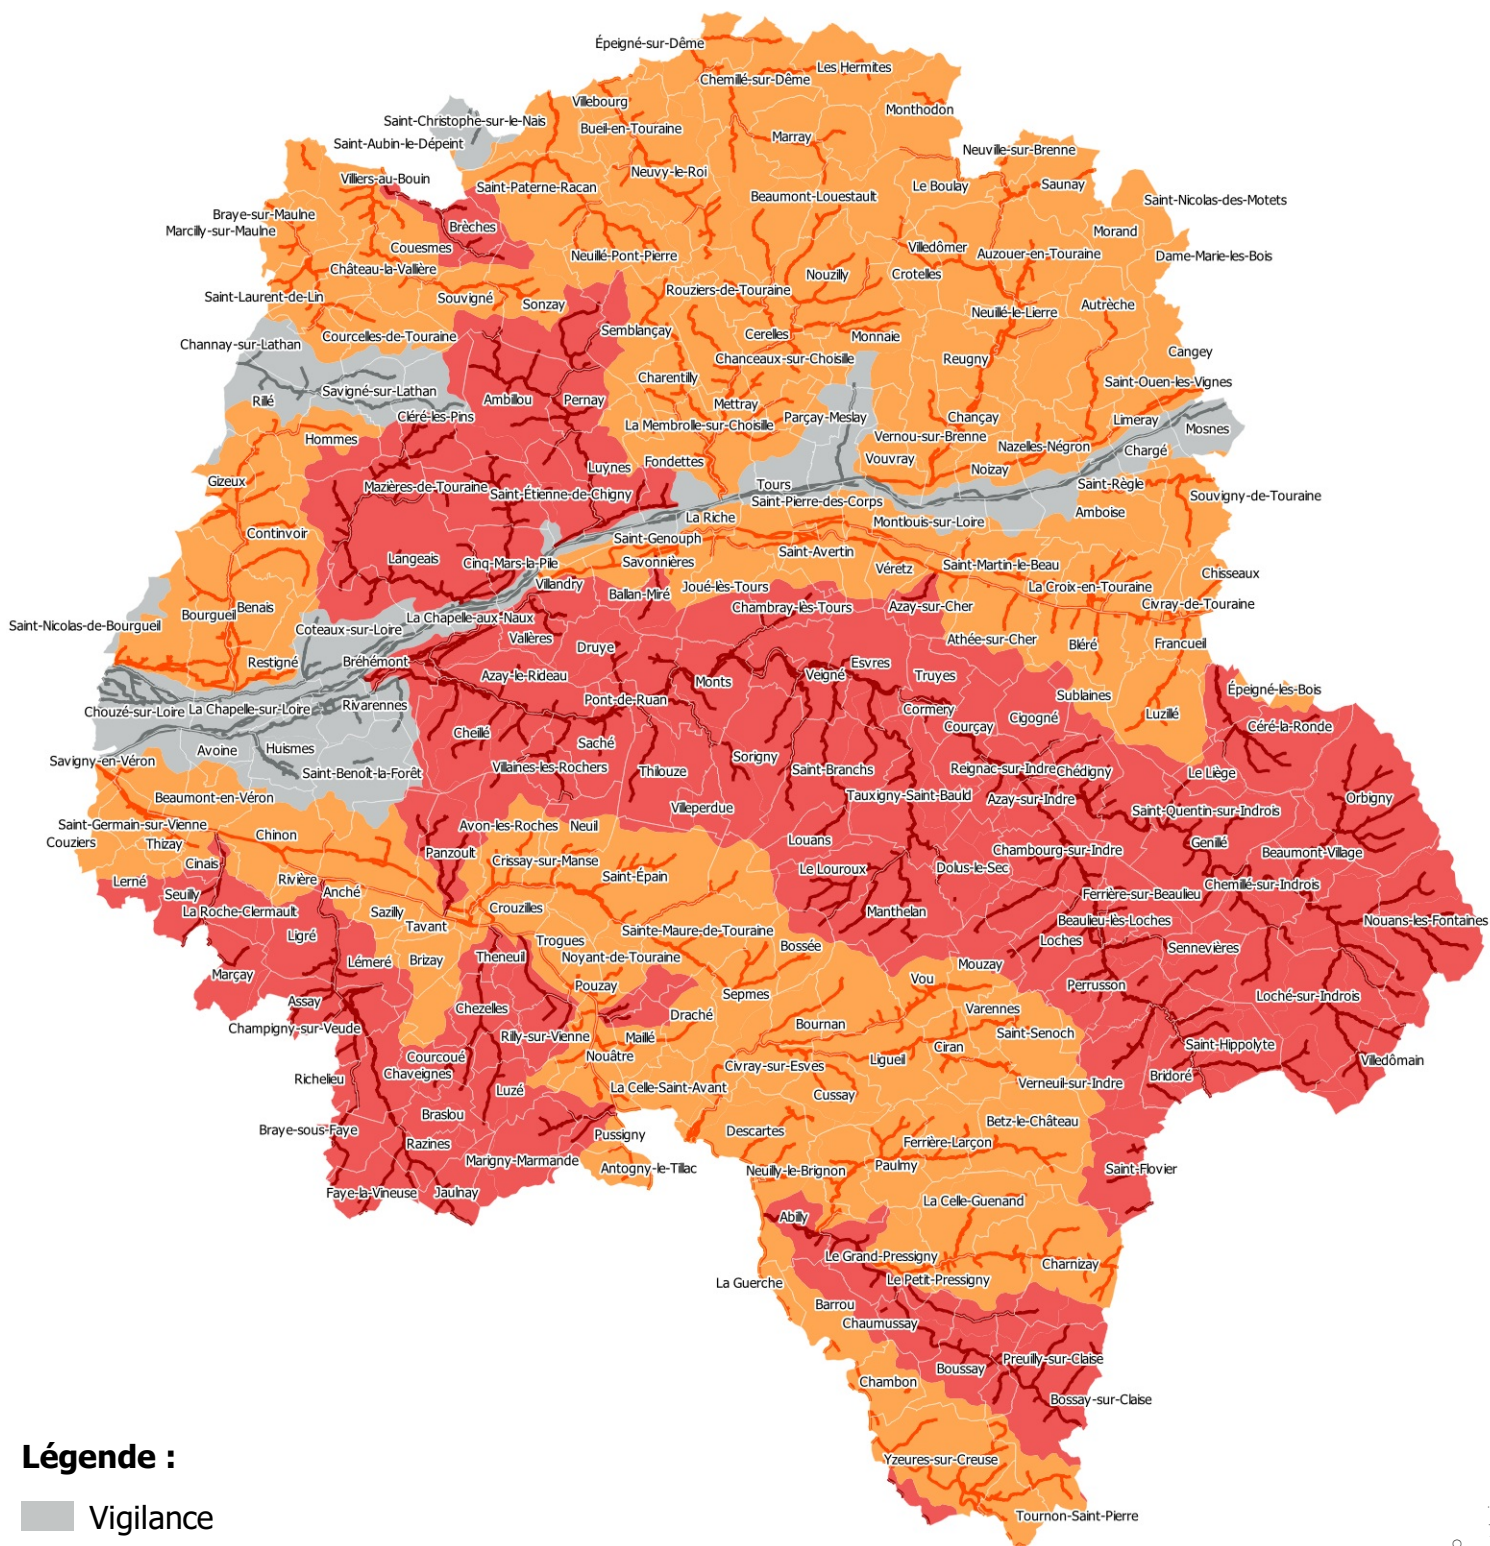 Épeigné-sur-Dême
Les Hermites
Chemillé-sur-Dême
Villebourg
Monthodon
Saint-Christophe-sur-le-Nais
Bueil-en-Touraine
Marray
Saint-Aubin-le-Dépeint
Neuville-sur-Brenne
Neuvy-le-Roi
Villiers-au-Bouin
Saint-Paterne-Racan
Le Boulay
Saunay
Beaumont-Louestault
Saint-Nicolas-des-Motets
Braye-sur-Maulne
Marcilly-sur-Maulne
Brèches
Morand
Couesmes
Villedômer
Auzouer-en-Touraine
Neuillé-Pont-Pierre
Dame-Marie-les-Bois
Château-la-Vallière
Nouzilly
Crotelles
Rouziers-de-Touraine
Saint-Laurent-de-Lin
Souvigné
Sonzay
Autrèche
Neuillé-le-Lierre
Semblançay
Cerelles
Monnaie
Courcelles-de-Touraine
Channay-sur-Lathan
Chanceaux-sur-Choisille
Reugny
Cangey
Charentilly
Saint-Ouen-les-Vignes
Savigné-sur-Lathan
Rillé
Ambillou
Pernay
Mettray
Cléré-les-Pins
Parçay-Meslay
Chançay
Limeray
La Membrolle-sur-Choisille
Mosnes
Hommes
Vernou-sur-Brenne
Nazelles-Négron
Chargé
Vouvray
Luynes
Fondettes
Noizay
Gizeux
Mazières-de-Touraine
Saint-Étienne-de-Chigny
Tours
Saint-Règle
Souvigny-de-Touraine
Saint-Pierre-des-Corps
Amboise
La Riche
Montlouis-sur-Loire
Continvoir
Saint-Genouph
Saint-Avertin
Langeais
Cinq-Mars-la-Pile
Savonnières
Véretz
Saint-Martin-le-Beau
Chisseaux
Villandry
Ballan-Miré
Joué-lès-Tours
La Croix-en-Touraine
Civray-de-Touraine
Bourgueil
Benais
Chambray-lès-Tours
Azay-sur-Cher
Saint-Nicolas-de-Bourgueil
Coteaux-sur-Loire
La Chapelle-aux-Naux
Vallères
Druye
Athée-sur-Cher
Bléré
Francueil
Restigné
Bréhémont
Azay-le-Rideau
Esvres
Veigné
Truyes
Monts
Épeigné-les-Bois
Sublaines
Pont-de-Ruan
Chouzé-sur-Loire
La Chapelle-sur-Loire
Rivarennes
Cormery
Courçay
Cigogné
Luzillé
Céré-la-Ronde
Cheillé
Saché
Avoine
Huismes
Sorigny
Savigny-en-Véron
Saint-Benoît-la-Forêt
Villaines-les-Rochers
Thilouze
Saint-Branchs
Reignac-sur-Indre
Chédigny
Le Liège
Beaumont-en-Véron
Villeperdue
Tauxigny-Saint-Bauld
Azay-sur-Indre
Orbigny
Saint-Quentin-sur-Indrois
Saint-Germain-sur-Vienne
Avon-les-Roches
Neuil
Couziers
Thizay
Chinon
Louans
Genillé
Panzoult
Chambourg-sur-Indre
Beaumont-Village
Cinais
Crissay-sur-Manse
Le Louroux
Dolus-le-Sec
Lerné
Rivière
Saint-Épain
Chemillé-sur-Indrois
Seuilly
Anché
Ferrière-sur-Beaulieu
La Roche-Clermault
Sazilly
Crouzilles
Manthelan
Beaulieu-lès-Loches
Nouans-les-Fontaines
Tavant
Sainte-Maure-de-Touraine
Ligré
Trogues
Bossée
Loches
Sennevières
Lémeré
Brizay
Theneuil
Noyant-de-Touraine
Mouzay
Marçay
Vou
Pouzay
Perrusson
Sepmes
Loché-sur-Indrois
Assay
Chezelles
Varennes
Draché
Champigny-sur-Veude
Bournan
Rilly-sur-Vienne
Maillé
Saint-Senoch
Saint-Hippolyte
Courcoué
Nouâtre
Ciran
Ligueil
Villedômain
Richelieu
Chaveignes
Civray-sur-Esves
Bridoré
Luzé
La Celle-Saint-Avant
Verneuil-sur-Indre
Cussay
Braslou
Betz-le-Château
Braye-sous-Faye
Pussigny
Descartes
Razines
Ferrière-Larçon
Marigny-Marmande
Antogny-le-Tillac
Neuilly-le-Brignon
Paulmy
Saint-Flovier
Faye-la-Vineuse
Jaulnay
La Celle-Guenand
Abilly
Le Grand-Pressigny
Charnizay
La Guerche
Le Petit-Pressigny
Barrou
Chaumussay
Preuilly-sur-Claise
Boussay
Chambon
Bossay-sur-Claise
Yzeures-sur-Creuse
Tournon-Saint-Pierre
Légende :
Vigilance